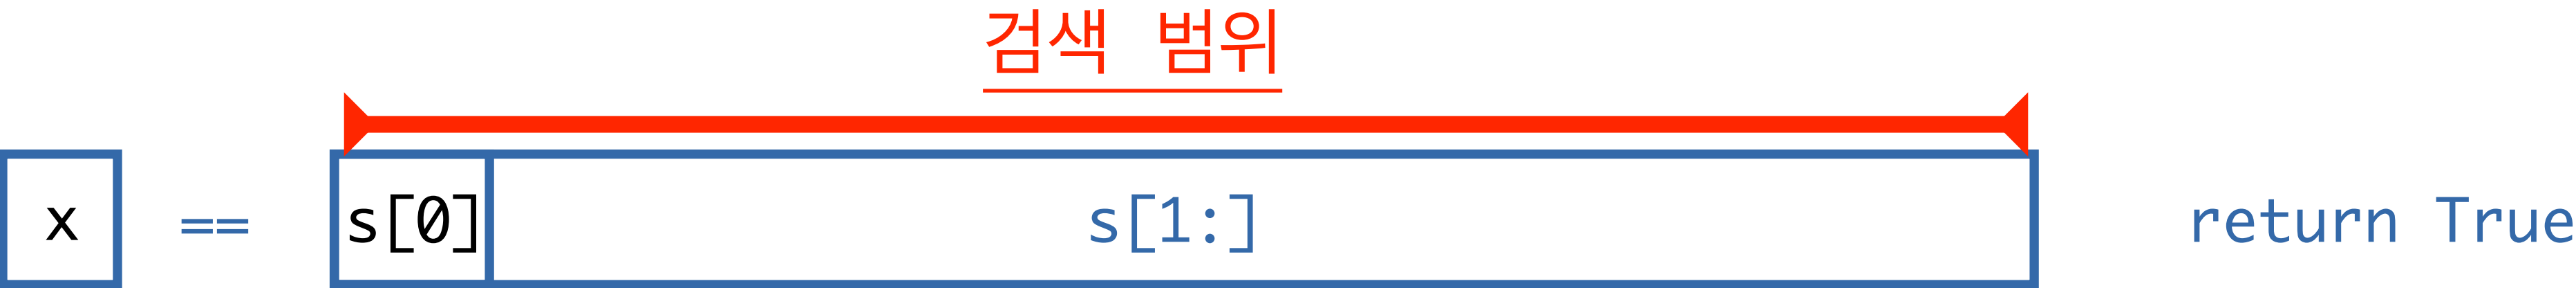 검색 범위
x == s[0] s[1:] return True